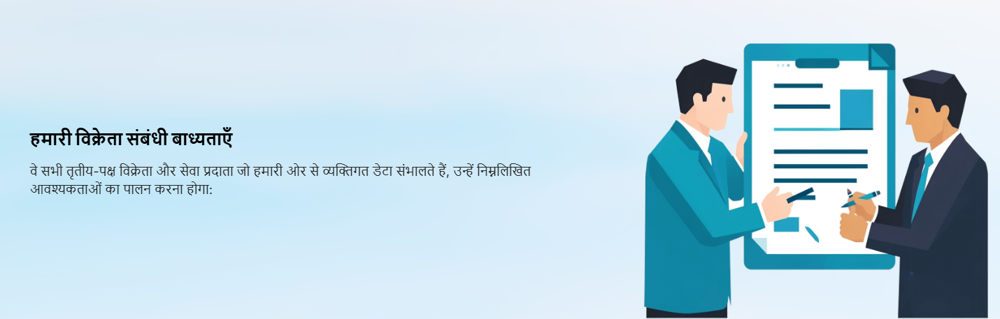 हमारी विक्रेता संबंधी बाध्यताएँ
वे सभी तृतीय-पक्ष विक्रेता और सेवा प्रदाता जो हमारी ओर से व्यक्तिगत डेटा संभालते हैं, उन्हें निम्नलिखित
आवश्यकताओं का पालन करना होगा: